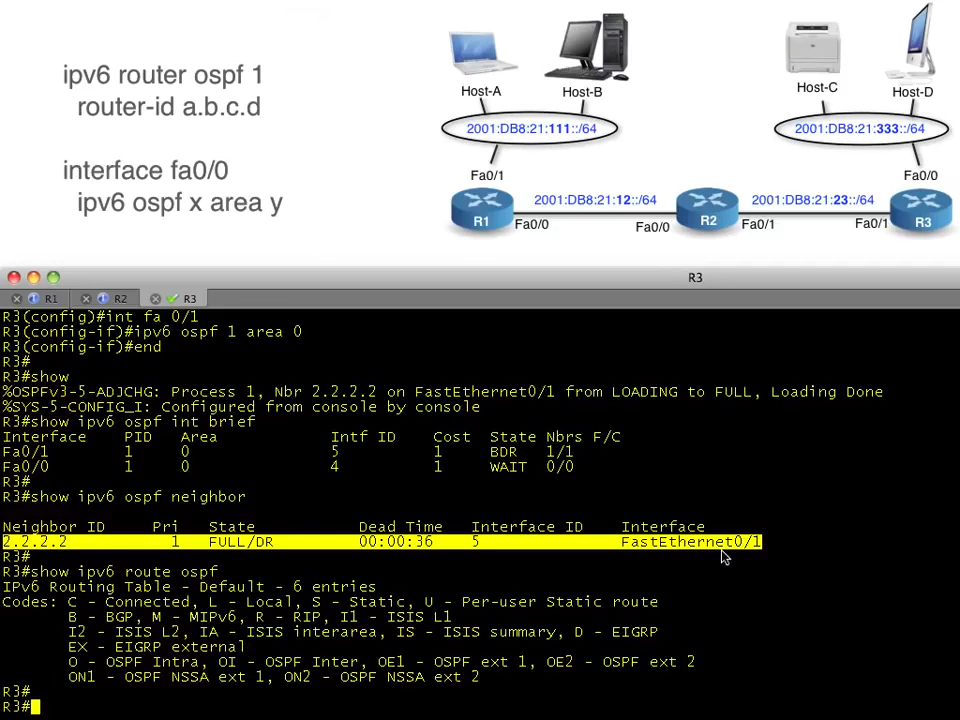 ipv6 router ospf 1
router-id a.b.c.d
interface fa0/0
ipv6 ospf x area y
Host-A
Host-B
Host-C
Host-D
2001:DB8:21:111::/64
2001:DB8:21:333::/64
Fa0/1
Fa0/0
2001:DB8:21:12::/64
2001:DB8:21:23::/64
R1
R2
R3
Fa0/0
Fa0/0
Fa0/1
Fa0/1
R3
R1
R2
R3
R3(config)#int fa 0/1
R3(config-if)#ipv6 ospf 1 area 0
R3(config-if)#end
R3#
R3#show
%OSPFv3-5-ADJCHG: Process 1, Nbr 2.2.2.2 on FastEthernet0/1 from LOADING to FULL, Loading Done
%SYS-5-CONFIG_I: Configured from console by console
R3#show ipv6 ospf int brief
Interface    PID   Area            Intf ID    Cost  State Nbrs F/C
Fa0/1        1     0               5          1     BDR   1/1
Fa0/0        1     0               4          1     WAIT  0/0
R3#
R3#show ipv6 ospf neighbor
Neighbor ID     Pri   State           Dead Time   Interface ID    Interface
2.2.2.2           1   FULL/DR         00:00:36    5               FastEthernet0/1
R3#
R3#show ipv6 route ospf
IPv6 Routing Table - Default - 6 entries
Codes: C - Connected, L - Local, S - Static, U - Per-user Static route
B - BGP, M - MIPv6, R - RIP, I1 - ISIS L1
I2 - ISIS L2, IA - ISIS interarea, IS - ISIS summary, D - EIGRP
EX - EIGRP external
O - OSPF Intra, OI - OSPF Inter, OE1 - OSPF ext 1, OE2 - OSPF ext 2
ON1 - OSPF NSSA ext 1, ON2 - OSPF NSSA ext 2
R3#
R3#